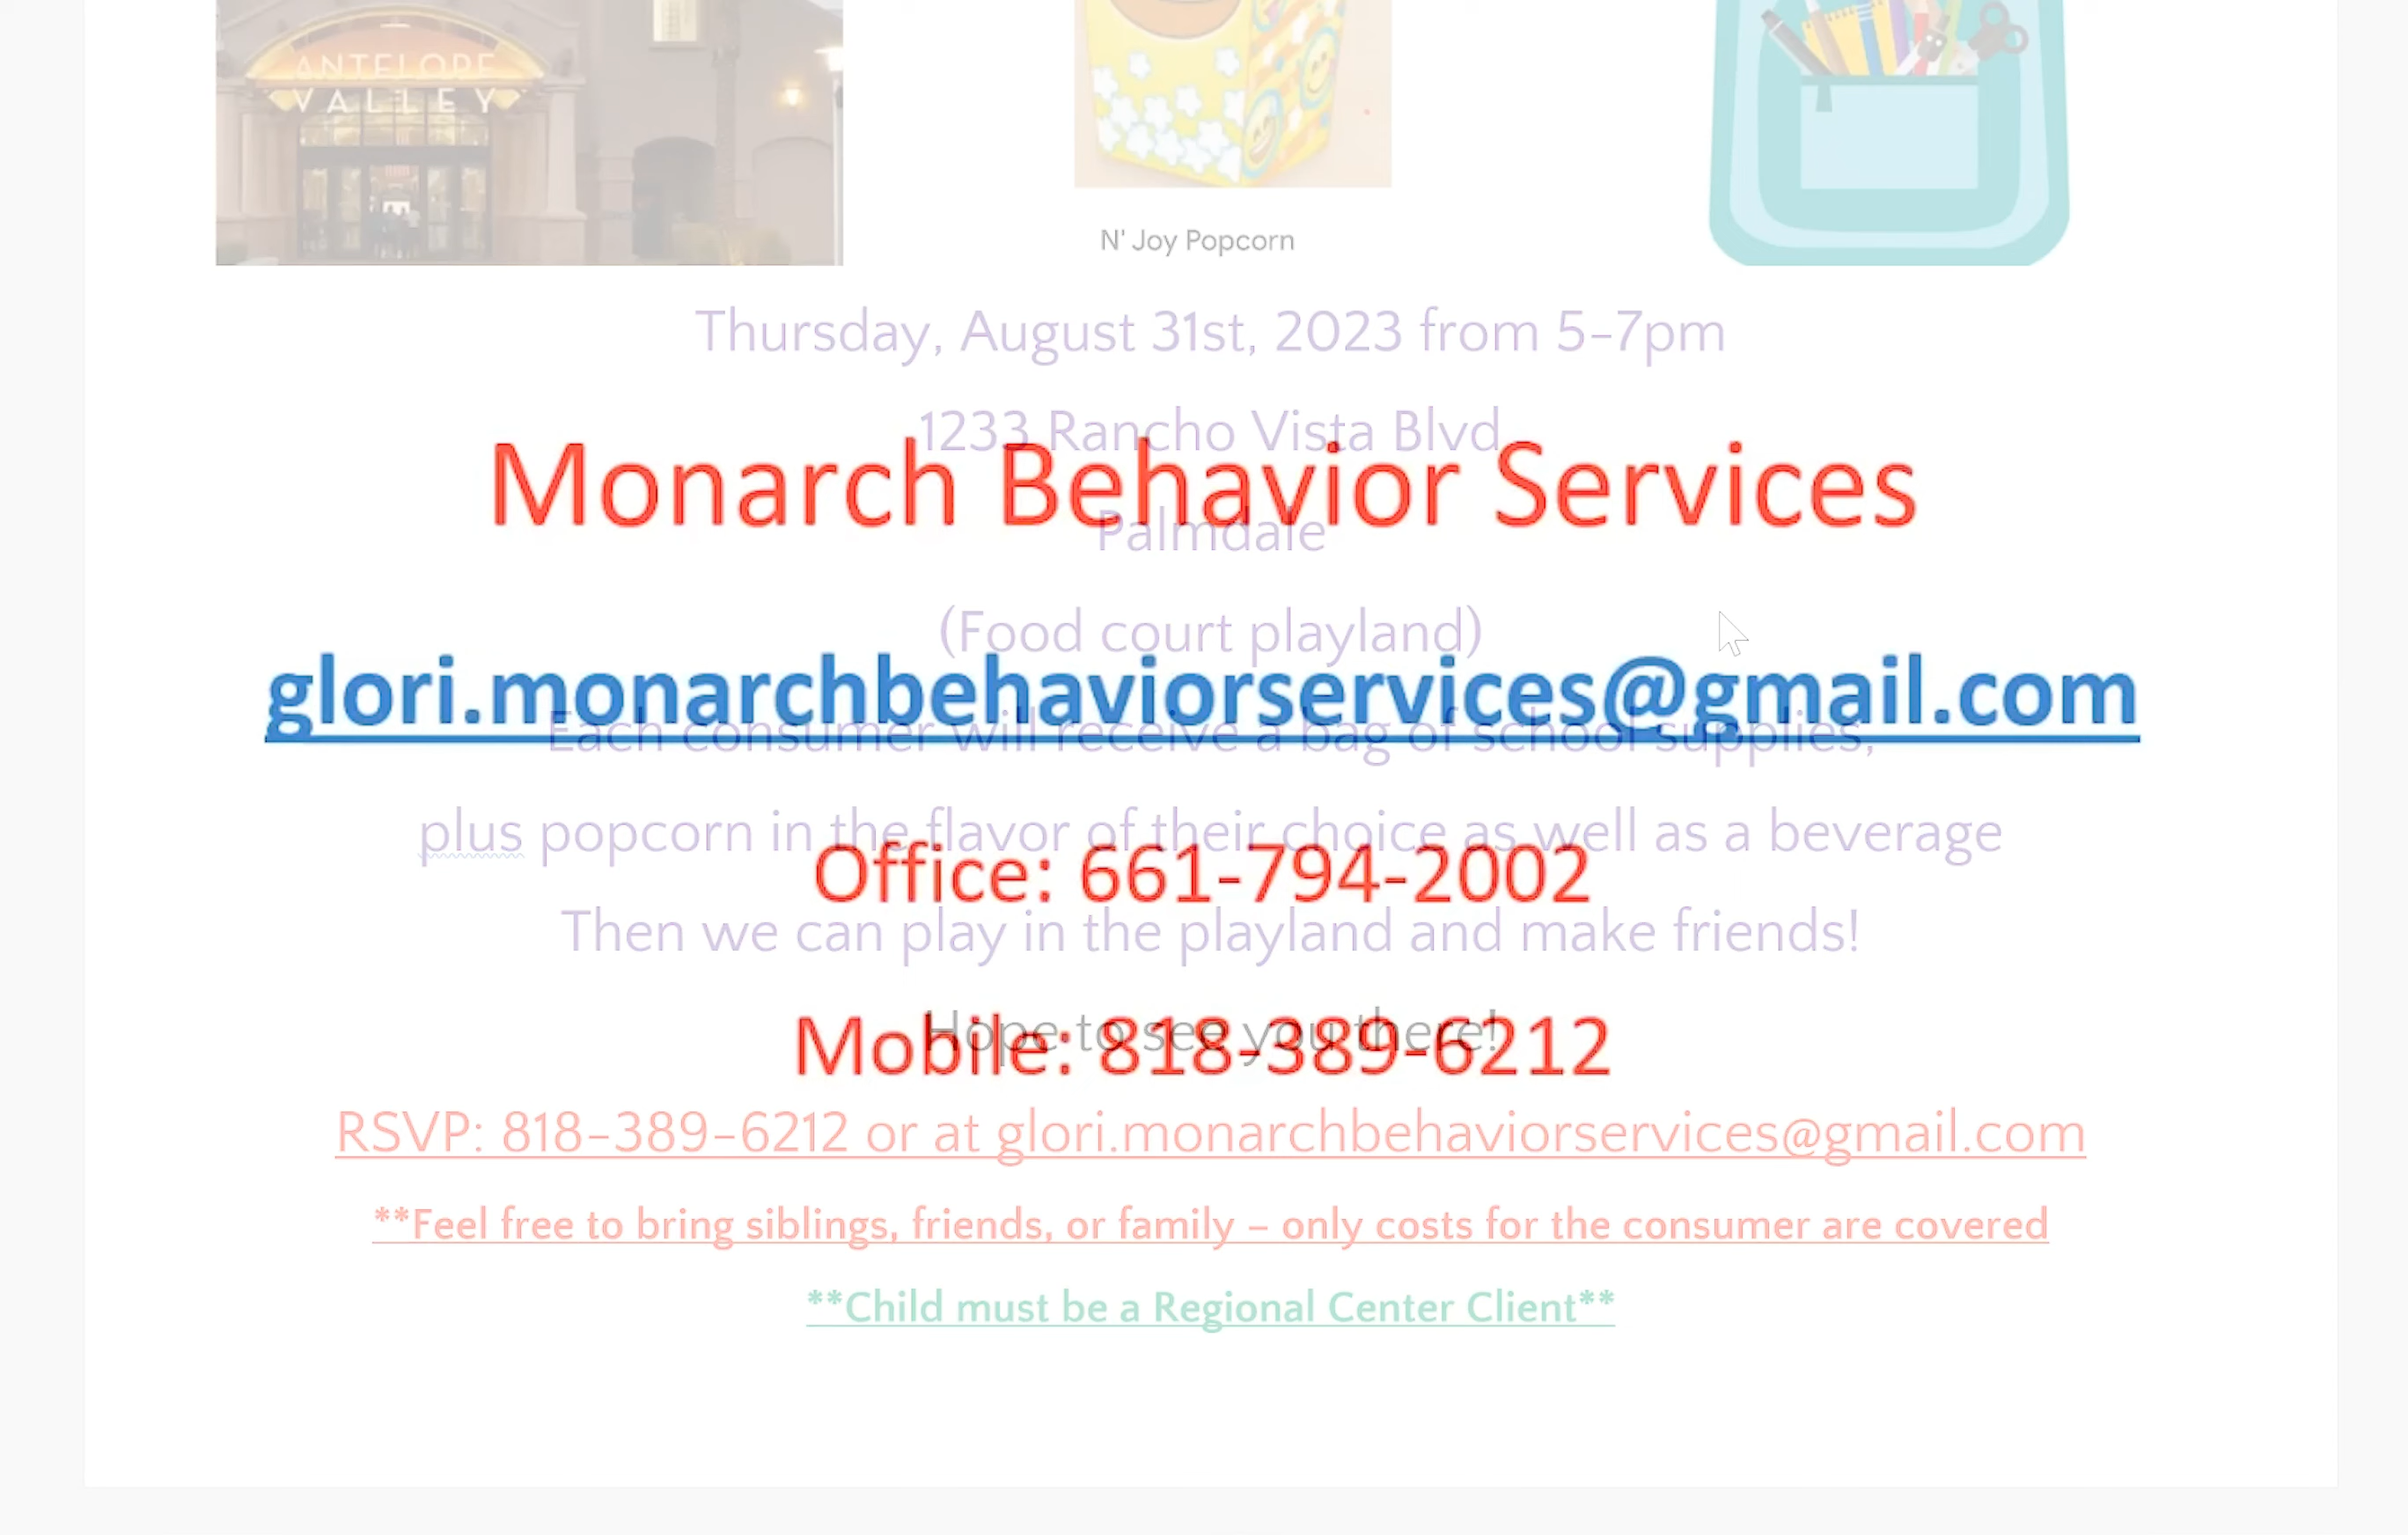 ANTELOPE
VALLEY
N' Joy Popcorn
Thursday, August 31st, 2023 from 5-7pm
1233 Rancho Vista Blvd
Monarch Behavior Services
Palmdale
(Food court playland)
glori.monarchbehaviorservices@gmail.com
Each consumer will receive a bag of school supplies,
plus popcorn in the flavor of their choice as well as a beverage
Office: 661-794-2002
Then we can play in the playland and make friends!
Hope to see you there!
Mobile: 818-389-6212
RSVP: 818-389-6212 or at glori.monarchbehaviorservices@gmail.com
**Feel free to bring siblings, friends, or family – only costs for the consumer are covered
**Child must be a Regional Center Client**